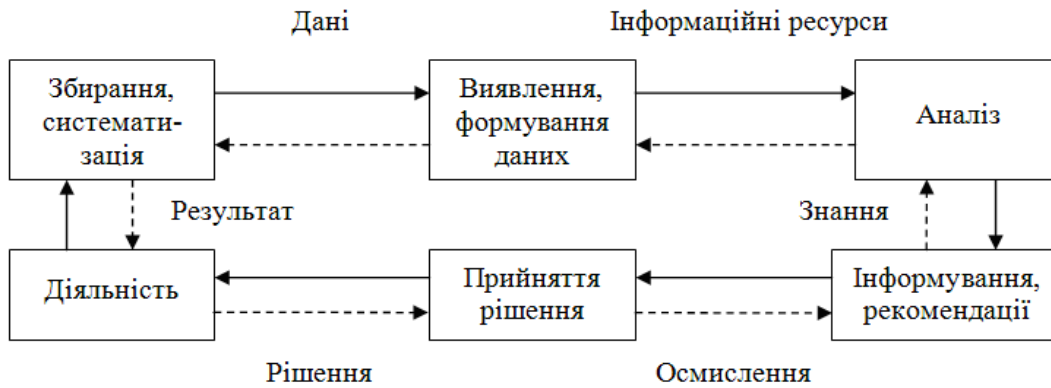 Дані
Інформаційні ресурси
Збирання,
системати-
зація
Виявлення,
формування
даних
Аналіз
Результат
Знання
Діяльність
Прийняття
рішення
Інформування,
рекомендації
Рішення
Осмислення